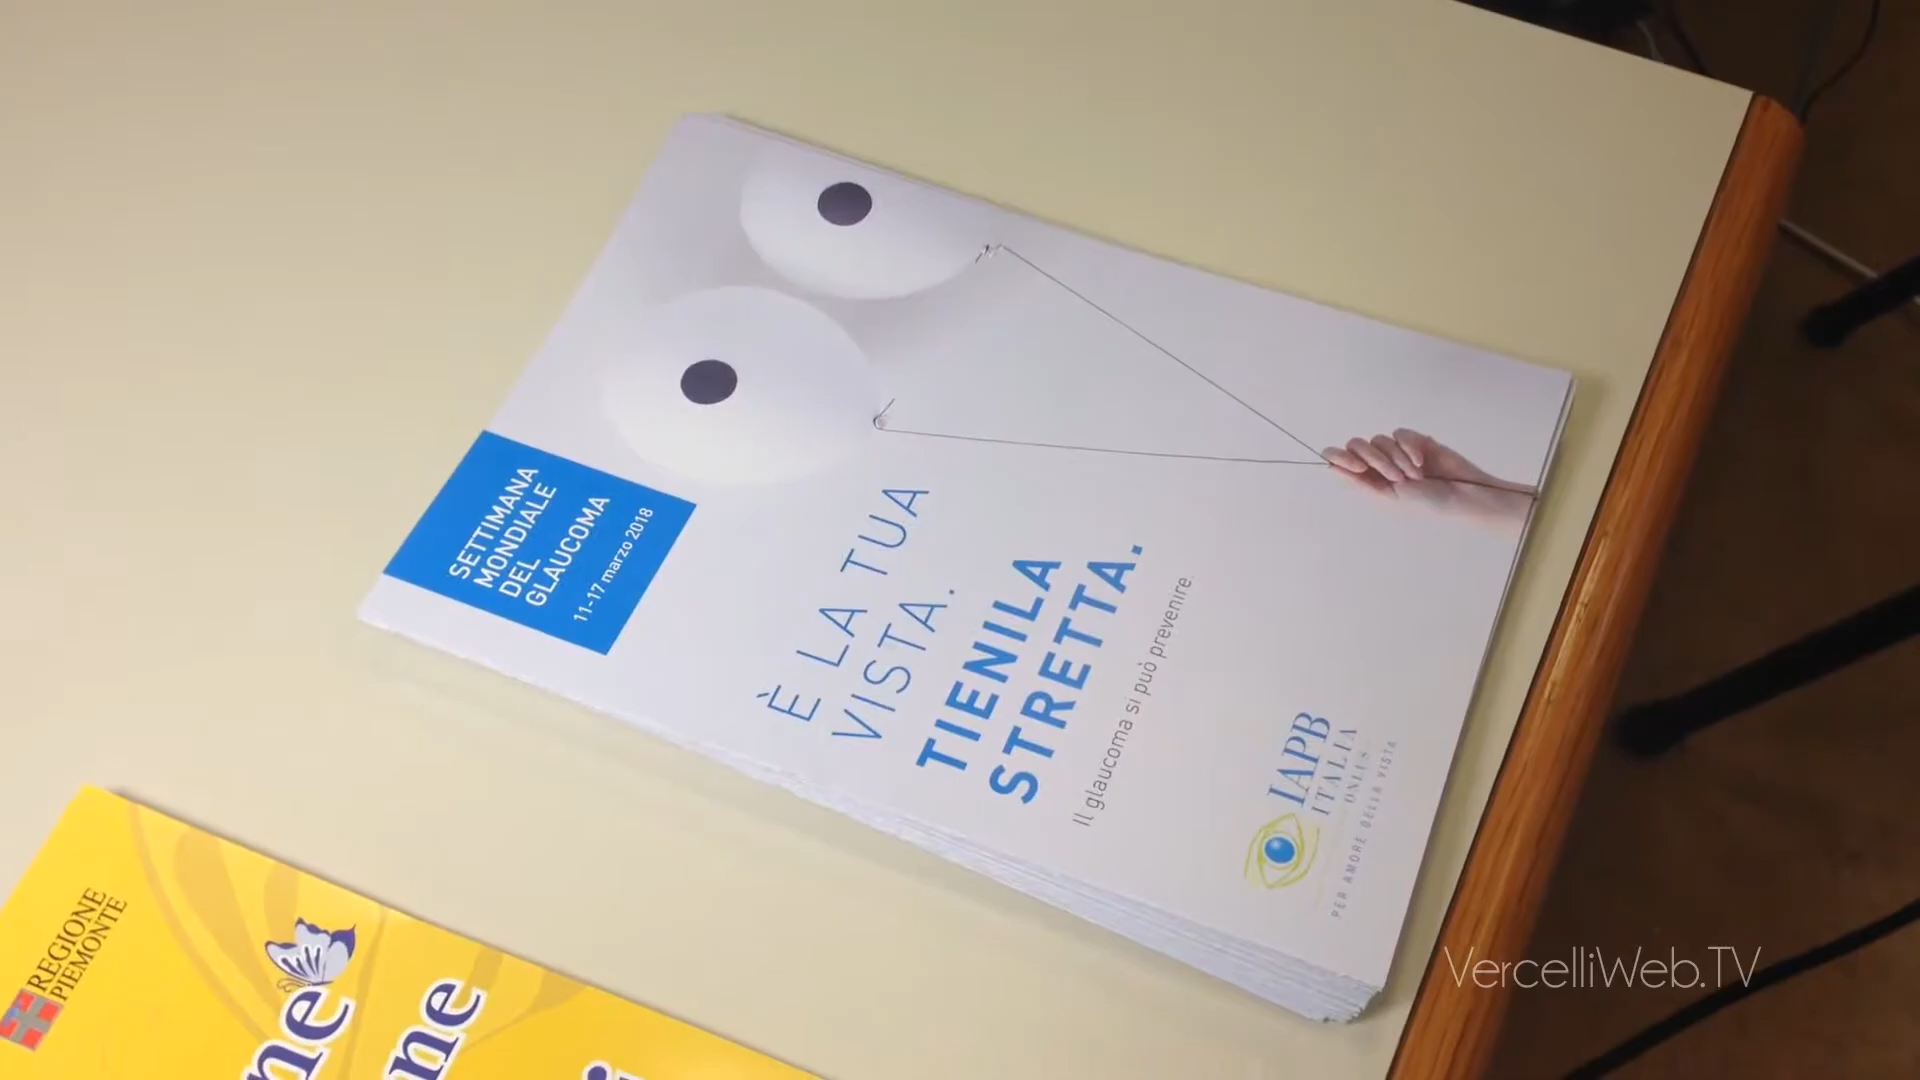 SETTIMANA
MONDIALE
DEL
GLAUCOMA
11-17 marzo 2018
È LA TUA
VISTA.
TIENILA
STRETTA.
Il glaucoma si può prevenire.
IAPB
ITALIA
ONLUS
PER AMORE DELLA VISTA
REGIONE
PIEMONTE
VercelliWeb.TV